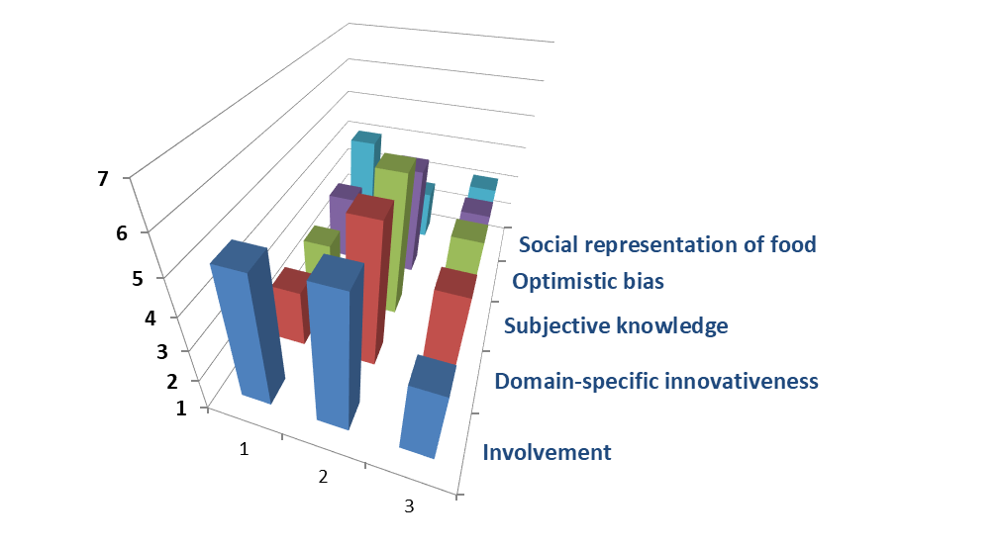 7
6
5
4
3
2
1
1
2
3
Social representation of food
Optimistic bias
Subjective knowledge
Domain-specific innovativeness
Involvement